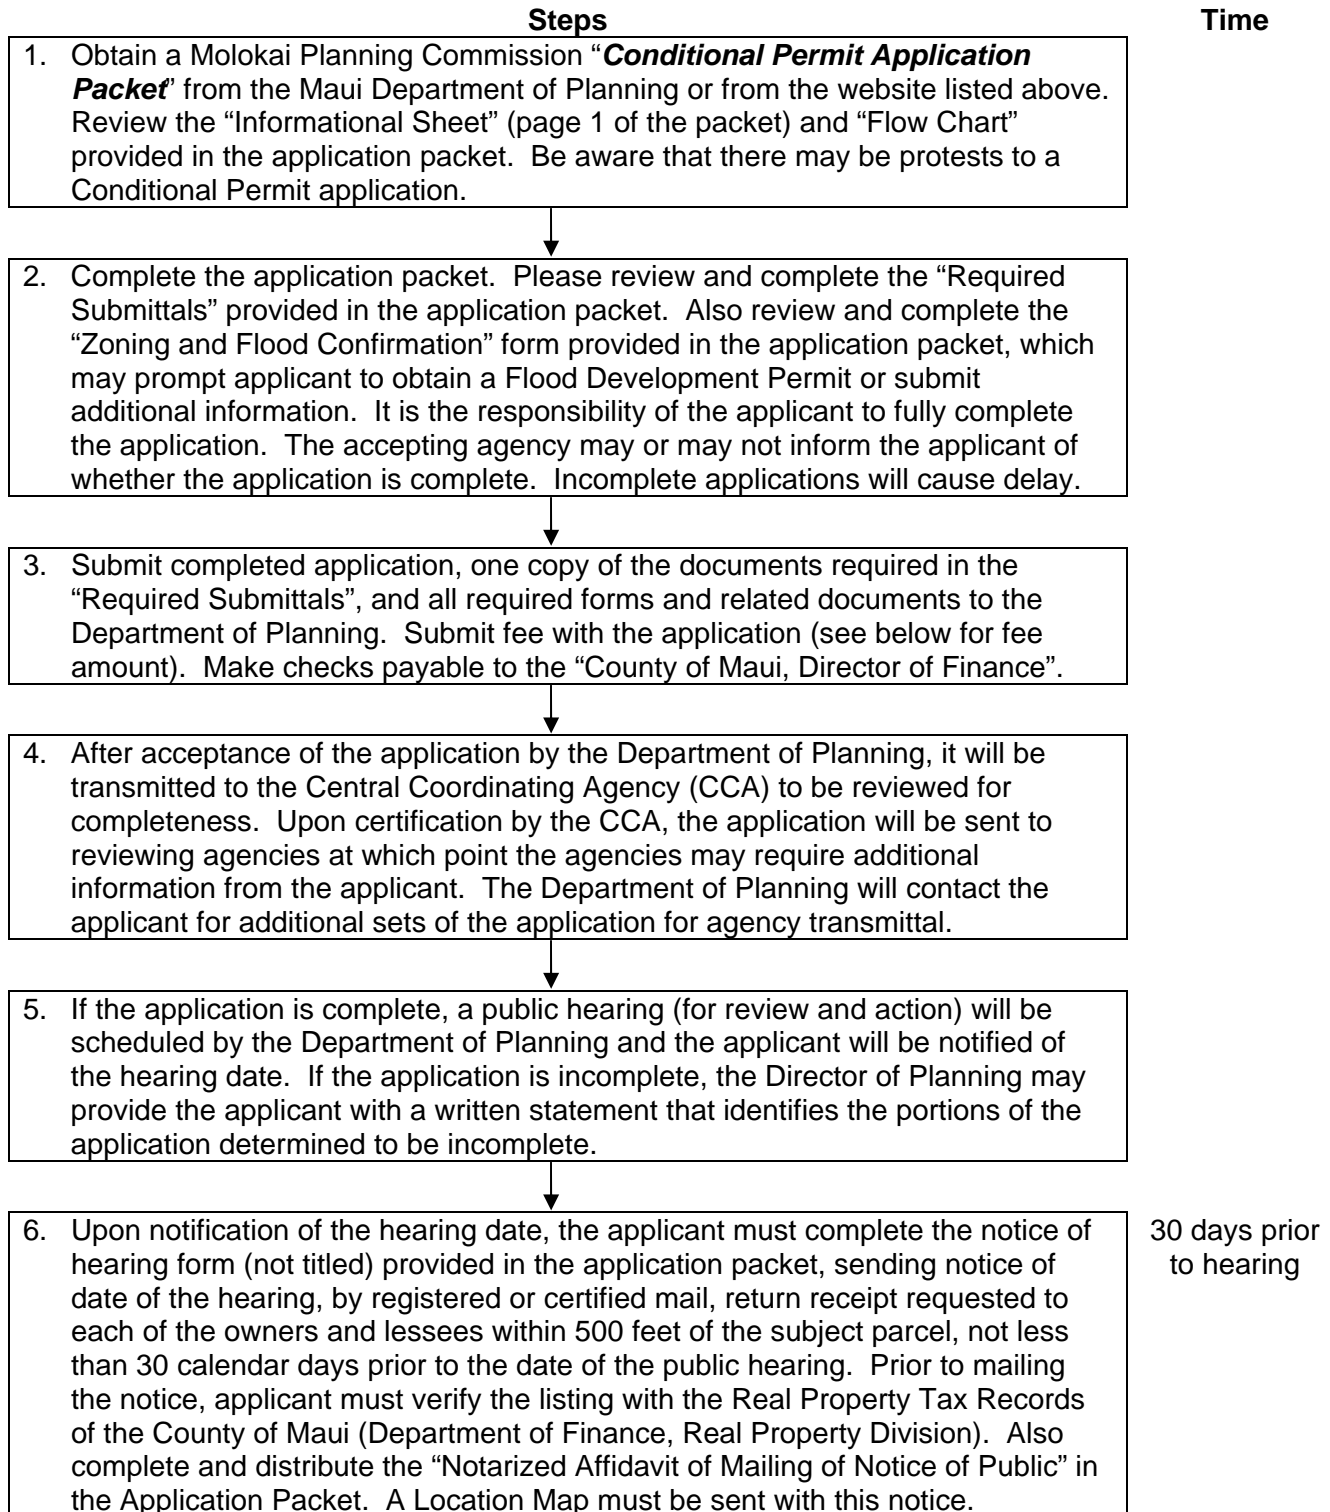 Steps Time
1. Obtain a Molokai Planning Commission “Conditional Permit Application
Packet” from the Maui Department of Planning or from the website listed above.
Review the “Informational Sheet” (page 1 of the packet) and “Flow Chart”
provided in the application packet. Be aware that there may be protests to a
Conditional Permit application.
2. Complete the application packet. Please review and complete the “Required
Submittals” provided in the application packet. Also review and complete the
“Zoning and Flood Confirmation” form provided in the application packet, which
may prompt applicant to obtain a Flood Development Permit or submit
additional information. It is the responsibility of the applicant to fully complete
the application. The accepting agency may or may not inform the applicant of
whether the application is complete. Incomplete applications will cause delay.
3. Submit completed application, one copy of the documents required in the
“Required Submittals”, and all required forms and related documents to the
Department of Planning. Submit fee with the application (see below for fee
amount). Make checks payable to the “County of Maui, Director of Finance”.
4. After acceptance of the application by the Department of Planning, it will be
transmitted to the Central Coordinating Agency (CCA) to be reviewed for
completeness. Upon certification by the CCA, the application will be sent to
reviewing agencies at which point the agencies may require additional
information from the applicant. The Department of Planning will contact the
applicant for additional sets of the application for agency transmittal.
5. If the application is complete, a public hearing (for review and action) will be
scheduled by the Department of Planning and the applicant will be notified of
the hearing date. If the application is incomplete, the Director of Planning may
provide the applicant with a written statement that identifies the portions of the
application determined to be incomplete.
6. Upon notification of the hearing date, the applicant must complete the notice of
hearing form (not titled) provided in the application packet, sending notice of
date of the hearing, by registered or certified mail, return receipt requested to
each of the owners and lessees within 500 feet of the subject parcel, not less
than 30 calendar days prior to the date of the public hearing. Prior to mailing
the notice, applicant must verify the listing with the Real Property Tax Records
of the County of Maui (Department of Finance, Real Property Division). Also
complete and distribute the “Notarized Affidavit of Mailing of Notice of Public” in
the Application Packet. A Location Map must be sent with this notice.
30 days prior
to hearing